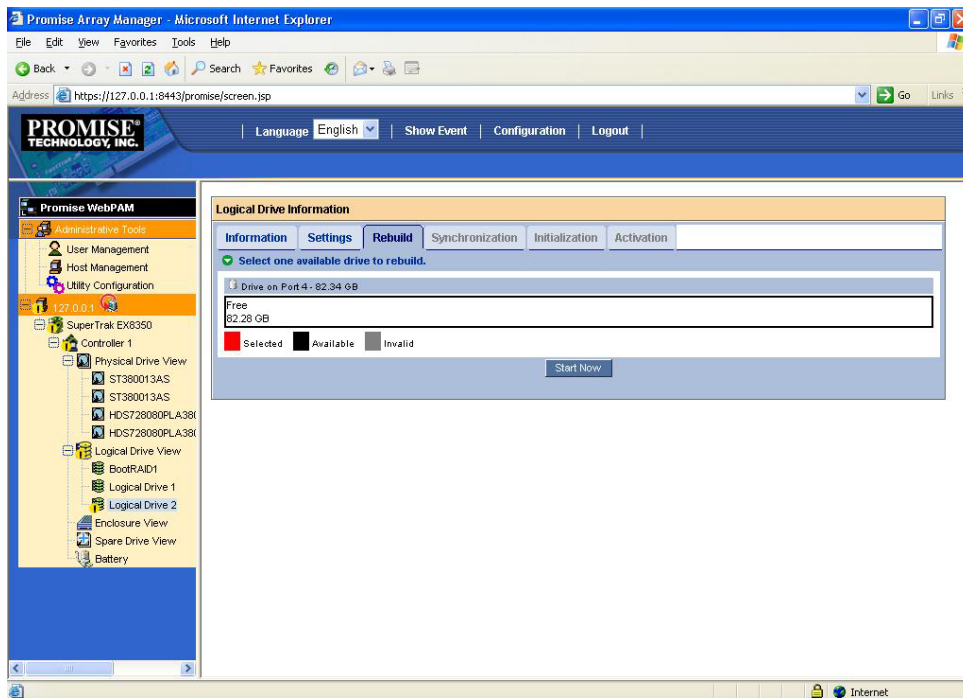 Promise Array Manager - Microsoft Internet Explorer
File Edit View Favorites Tools Help
Back Search Favorites
Address https://127.0.0.1:8443/promise/screen.jsp Go Links
PROMISE®
TECHNOLOGY, INC.
| Language English | Show Event | Configuration | Logout |
Promise WebPAM
Administrative Tools
User Management
Host Management
Utility Configuration
127.0.0.1
SuperTrak EX8350
Controller 1
Physical Drive View
ST380013AS
ST380013AS
HDS728080PLA380
HDS728080PLA380
Logical Drive View
BootRAID1
Logical Drive 1
Logical Drive 2
Enclosure View
Spare Drive View
Battery
Logical Drive Information
Information Settings Rebuild Synchronization Initialization Activation
Select one available drive to rebuild.
Drive on Port 4 - 82.34 GB
Free
82.28 GB
Selected Available Invalid
Start Now
Internet